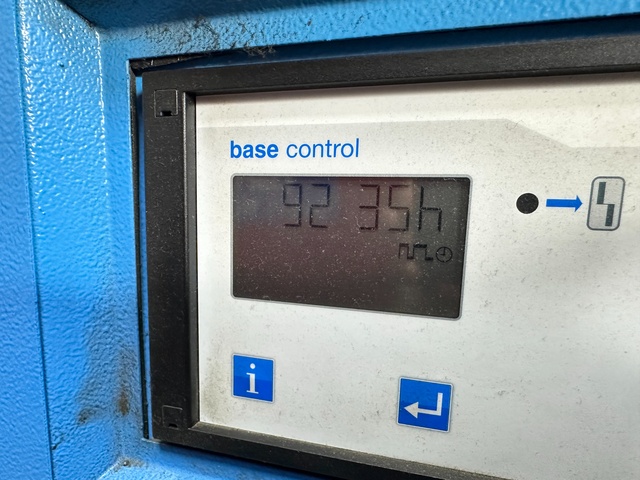 base control
92 35h
i